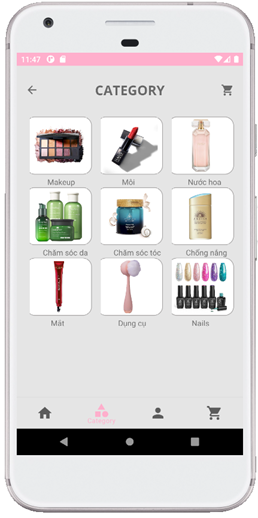 11:47
CATEGORY
Makeup Môi Nước hoa
Chăm sóc da Chăm sóc tóc Chống nắng
Mắt Dụng cụ Nails
Category